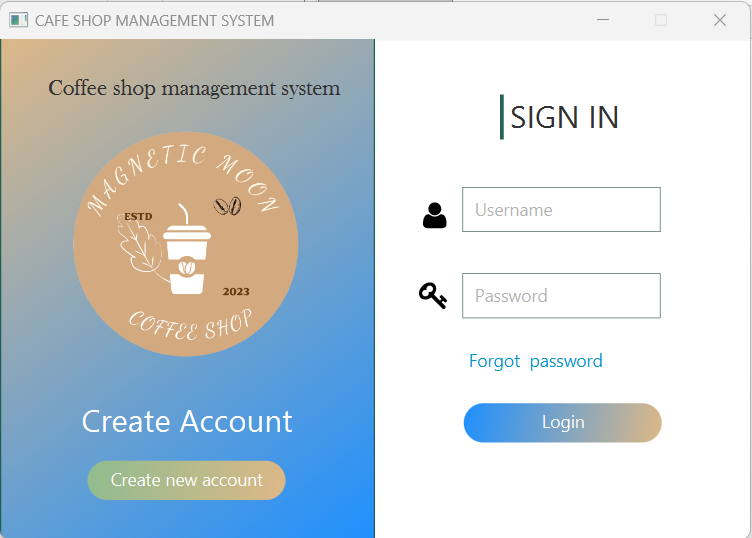 CAFE SHOP MANAGEMENT SYSTEM
Coffee shop management system
MAGNETIC MOON
ESTD
2023
COFFEE SHOP
Create Account
Create new account
SIGN IN
Username
Password
Forgot password
Login